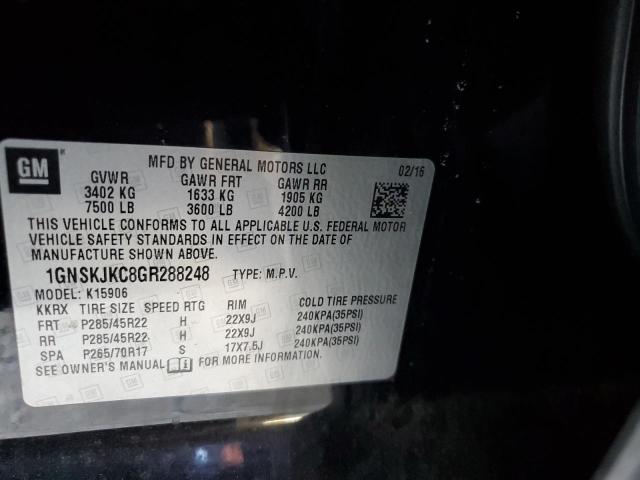 GM
MFD BY GENERAL MOTORS LLC 02/16
GVWR GAWR FRT GAWR RR
3402 KG 1633 KG 1905 KG
7500 LB 3600 LB 4200 LB
THIS VEHICLE CONFORMS TO ALL APPLICABLE U.S. FEDERAL MOTOR
VEHICLE SAFETY STANDARDS IN EFFECT ON THE DATE OF
MANUFACTURE SHOWN ABOVE.
1GNSKJKC8GR288248 TYPE: M.P.V.
MODEL: K15906
KKRX TIRE SIZE SPEED RTG RIM COLD TIRE PRESSURE
FRT P285/45R22 H 22X9J 240KPA(35PSI)
RR P285/45R22 H 22X9J 240KPA(35PSI)
SPA P265/70R17 S 17X7.5J 240KPA(35PSI)
SEE OWNER'S MANUAL FOR MORE INFORMATION.